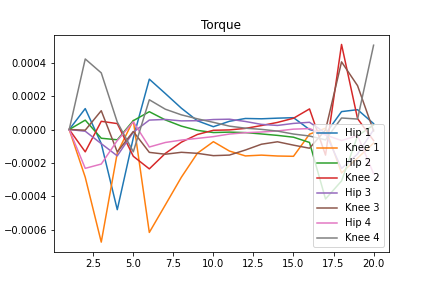 Torque
0.0004
0.0002
0.0000
−0.0002
−0.0004
−0.0006
2.5 5.0 7.5 10.0 12.5 15.0 17.5 20.0
Hip 1
Knee 1
Hip 2
Knee 2
Hip 3
Knee 3
Hip 4
Knee 4